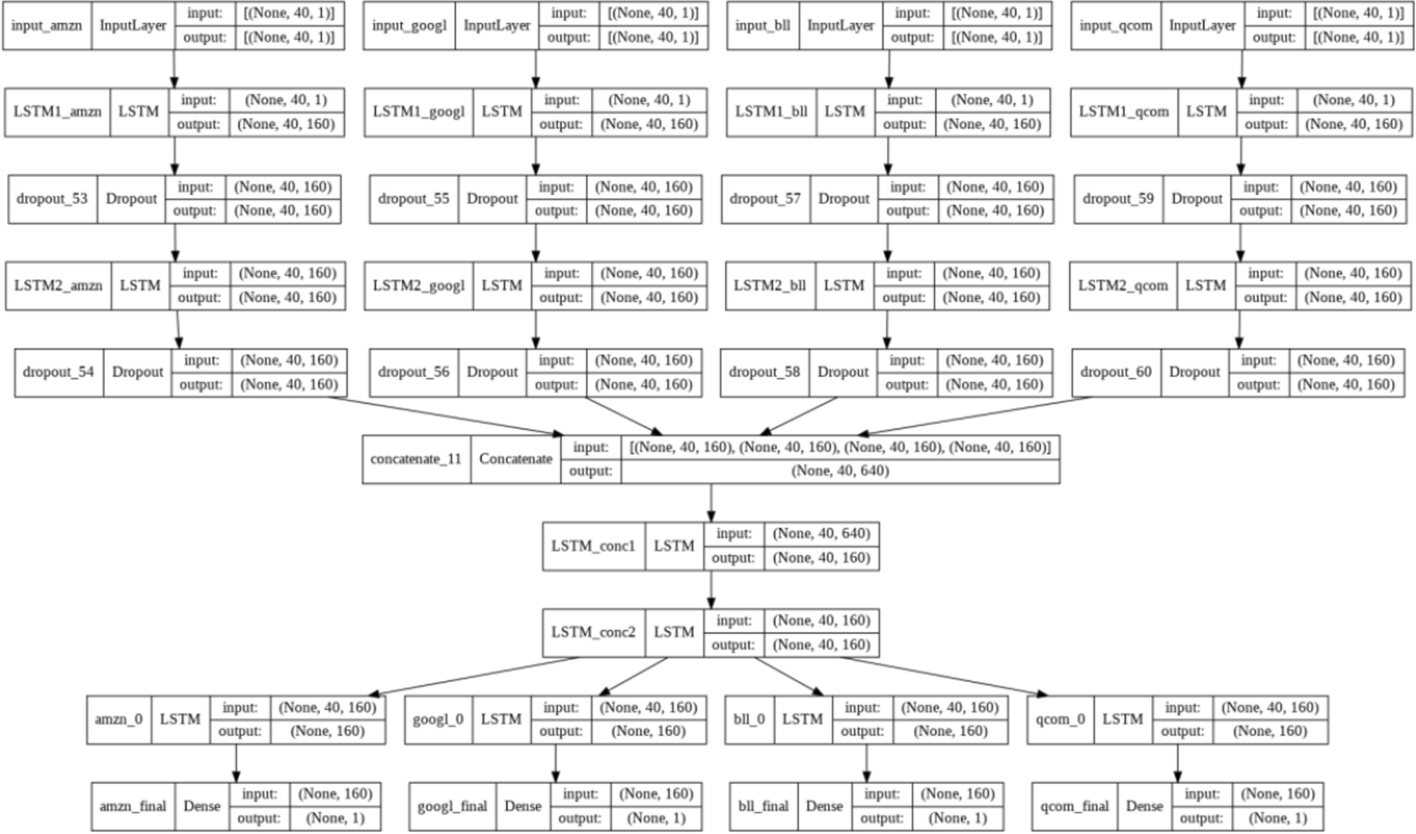 input_amzn InputLayer input: [(None, 40, 1)] output: [(None, 40, 1)]
input_googl InputLayer input: [(None, 40, 1)] output: [(None, 40, 1)]
input_bll InputLayer input: [(None, 40, 1)] output: [(None, 40, 1)]
input_qcom InputLayer input: [(None, 40, 1)] output: [(None, 40, 1)]
LSTM1_amzn LSTM input: (None, 40, 1) output: (None, 40, 160)
LSTM1_googl LSTM input: (None, 40, 1) output: (None, 40, 160)
LSTM1_bll LSTM input: (None, 40, 1) output: (None, 40, 160)
LSTM1_qcom LSTM input: (None, 40, 1) output: (None, 40, 160)
dropout_53 Dropout input: (None, 40, 160) output: (None, 40, 160)
dropout_55 Dropout input: (None, 40, 160) output: (None, 40, 160)
dropout_57 Dropout input: (None, 40, 160) output: (None, 40, 160)
dropout_59 Dropout input: (None, 40, 160) output: (None, 40, 160)
LSTM2_amzn LSTM input: (None, 40, 160) output: (None, 40, 160)
LSTM2_googl LSTM input: (None, 40, 160) output: (None, 40, 160)
LSTM2_bll LSTM input: (None, 40, 160) output: (None, 40, 160)
LSTM2_qcom LSTM input: (None, 40, 160) output: (None, 40, 160)
dropout_54 Dropout input: (None, 40, 160) output: (None, 40, 160)
dropout_56 Dropout input: (None, 40, 160) output: (None, 40, 160)
dropout_58 Dropout input: (None, 40, 160) output: (None, 40, 160)
dropout_60 Dropout input: (None, 40, 160) output: (None, 40, 160)
concatenate_11 Concatenate input: [(None, 40, 160), (None, 40, 160), (None, 40, 160), (None, 40, 160)] output: (None, 40, 640)
LSTM_conc1 LSTM input: (None, 40, 640) output: (None, 40, 160)
LSTM_conc2 LSTM input: (None, 40, 160) output: (None, 40, 160)
amzn_0 LSTM input: (None, 40, 160) output: (None, 160)
googl_0 LSTM input: (None, 40, 160) output: (None, 160)
bll_0 LSTM input: (None, 40, 160) output: (None, 160)
qcom_0 LSTM input: (None, 40, 160) output: (None, 160)
amzn_final Dense input: (None, 160) output: (None, 1)
googl_final Dense input: (None, 160) output: (None, 1)
bll_final Dense input: (None, 160) output: (None, 1)
qcom_final Dense input: (None, 160) output: (None, 1)